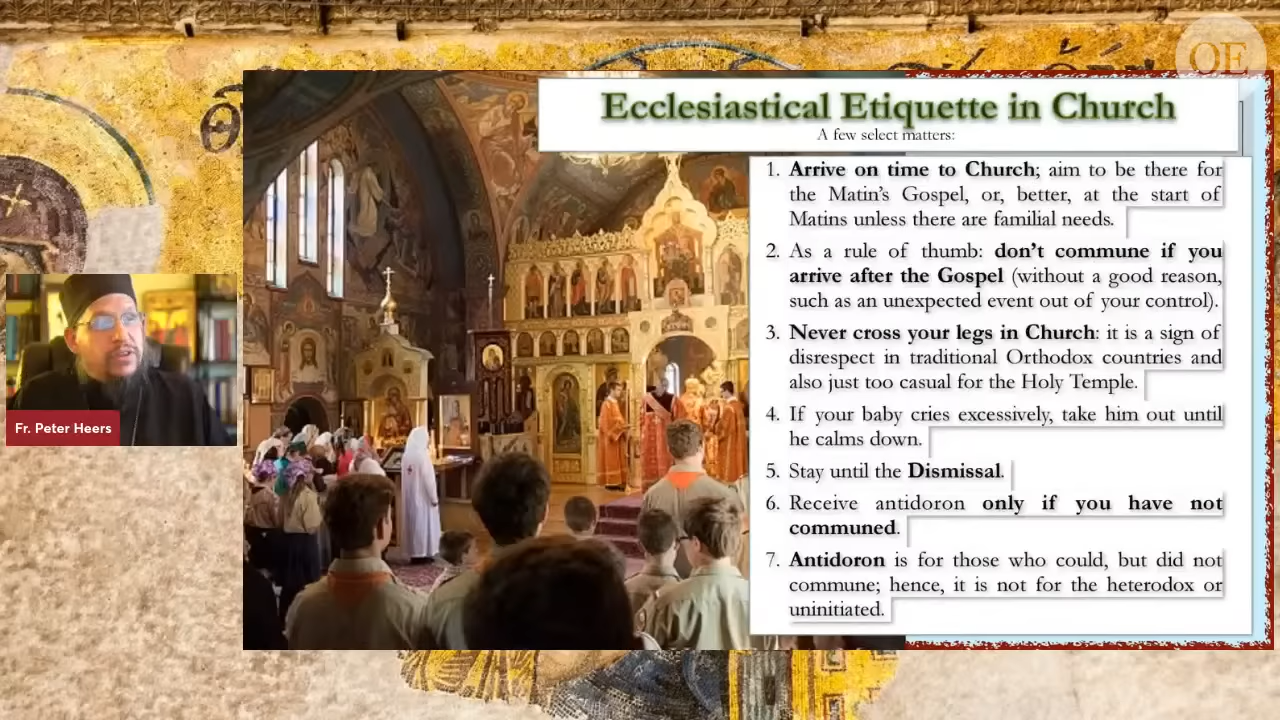 OE
Θ
Ecclesiastical Etiquette in Church
A few select matters:
1. Arrive on time to Church; aim to be there for
the Matin's Gospel, or, better, at the start of
Matins unless there are familial needs.
2. As a rule of thumb: don't commune if you
arrive after the Gospel (without a good reason,
such as an unexpected event out of your control).
3. Never cross your legs in Church: it is a sign of
disrespect in traditional Orthodox countries and
also just too casual for the Holy Temple.
4. If your baby cries excessively, take him out until
he calms down.
5. Stay until the Dismissal.
6. Receive antidoron only if you have not
communed.
7. Antidoron is for those who could, but did not
commune; hence, it is not for the heterodox or
uninitiated.
Fr. Peter Heers